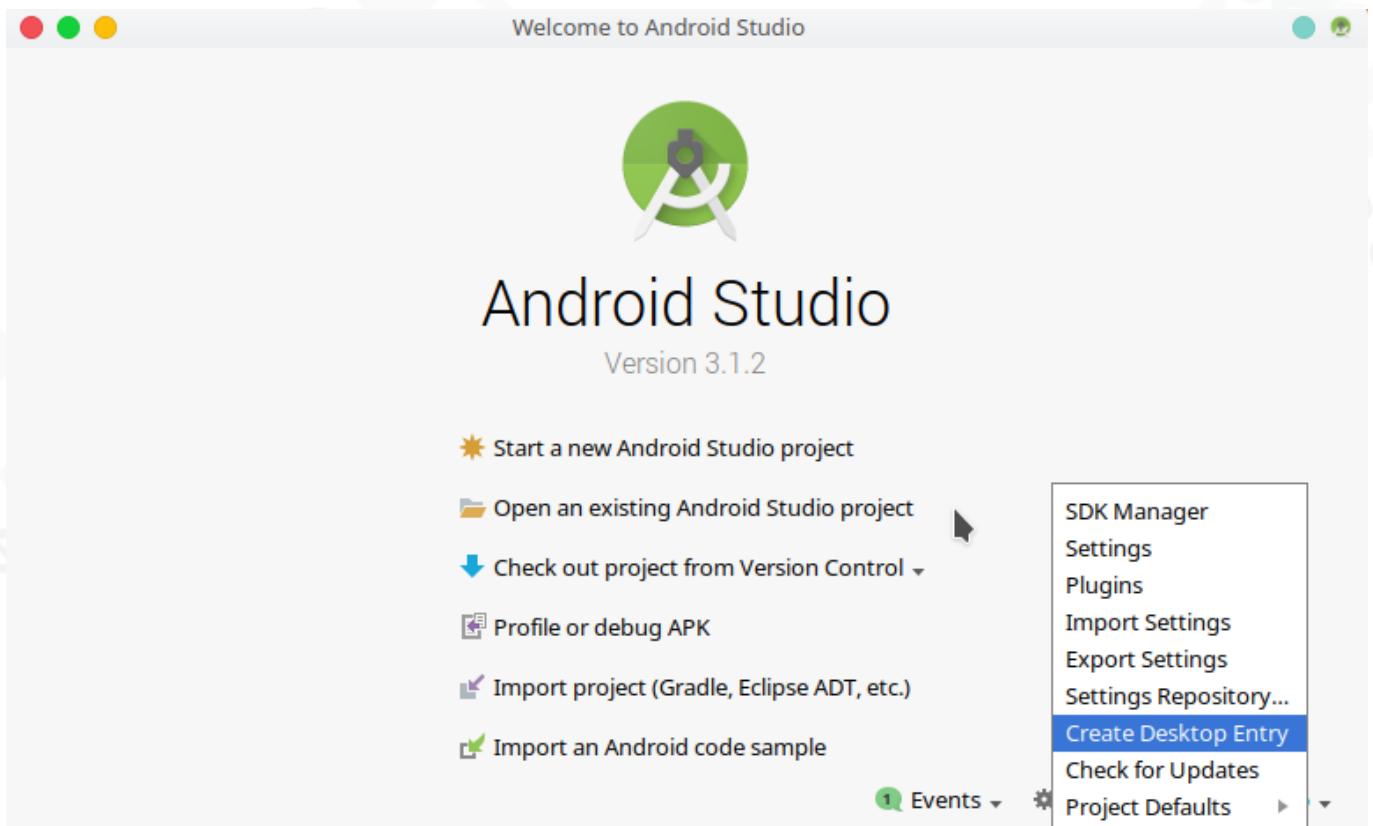 Welcome to Android Studio
Android Studio
Version 3.1.2
Start a new Android Studio project
Open an existing Android Studio project
Check out project from Version Control
Profile or debug APK
Import project (Gradle, Eclipse ADT, etc.)
Import an Android code sample
1 Events
SDK Manager
Settings
Plugins
Import Settings
Export Settings
Settings Repository...
Create Desktop Entry
Check for Updates
Project Defaults